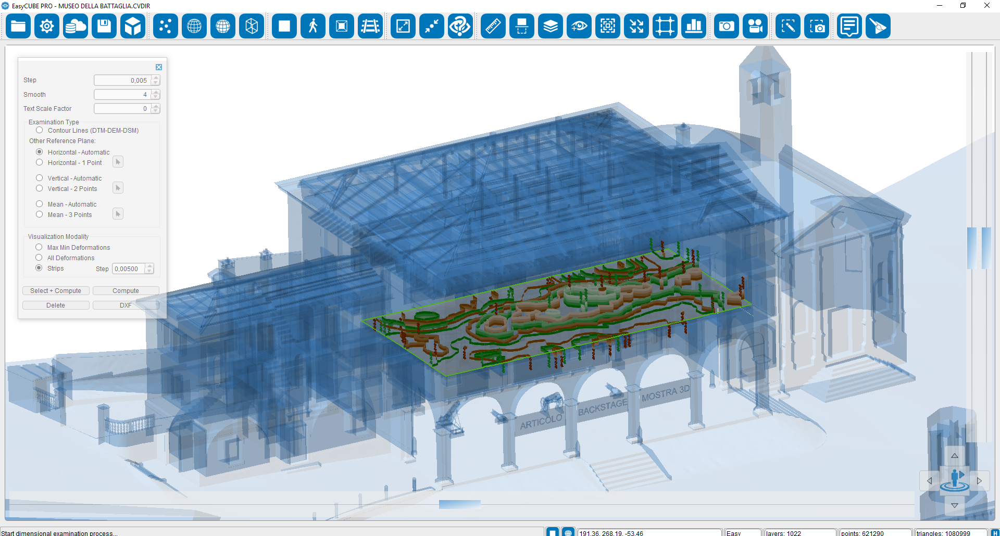 EasyCUBE PRO - MUSEO DELLA BATTAGLIA.CVDIR
Step 0,005
Smooth 4
Text Scale Factor 0
Examination Type
Contour Lines (DTM-DEM-DSM)
Other Reference Plane:
Horizontal - Automatic
Horizontal - 1 Point
Vertical - Automatic
Vertical - 2 Points
Mean - Automatic
Mean - 3 Points
Visualization Modality
Max Min Deformations
All Deformations
Strips Step 0,00500
Select + Compute Compute
Delete DXF
ARTICOLO BACKSTAGE MOSTRA 3D
Start dimensional examination process... 191.36, 268.19, -53.46 Easy layers: 1022 points: 621290 triangles: 1080999 H